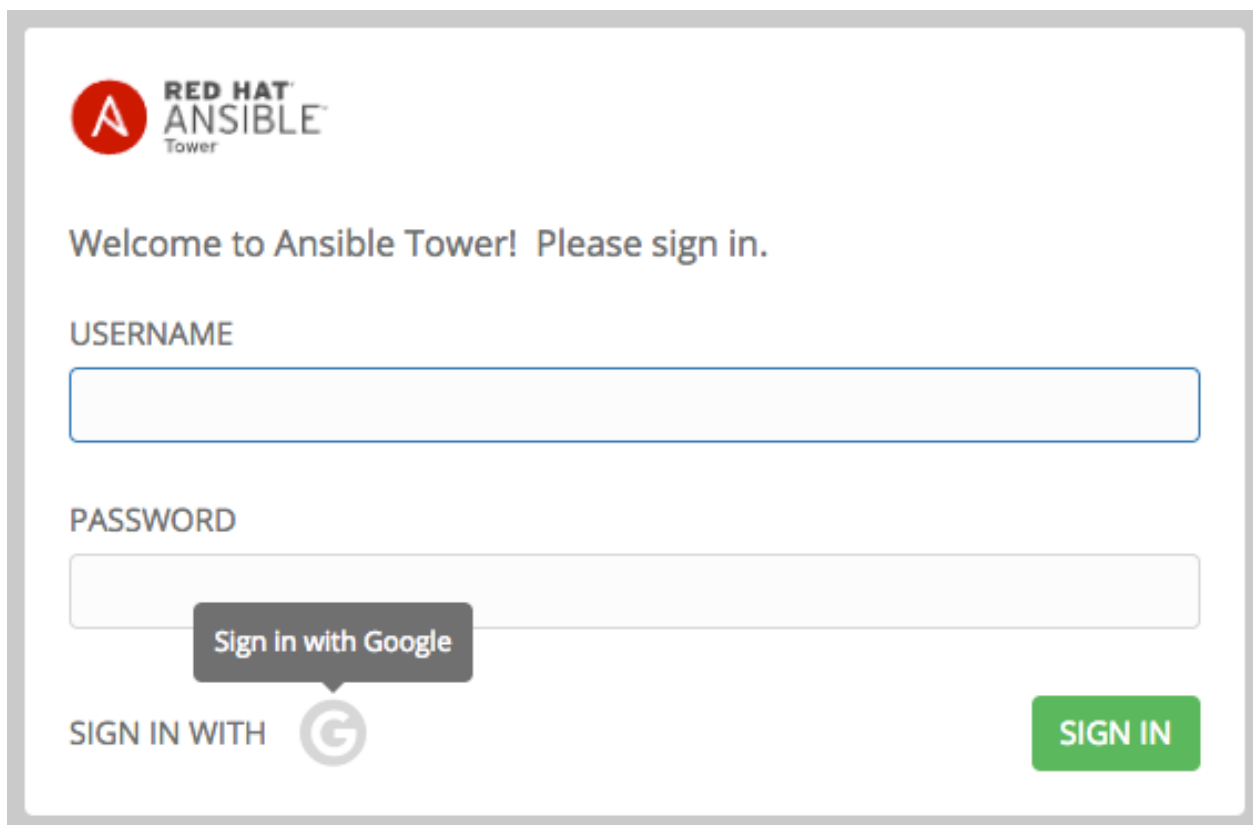 RED HAT
ANSIBLE
Tower
Welcome to Ansible Tower! Please sign in.
USERNAME
PASSWORD
Sign in with Google
SIGN IN WITH G SIGN IN